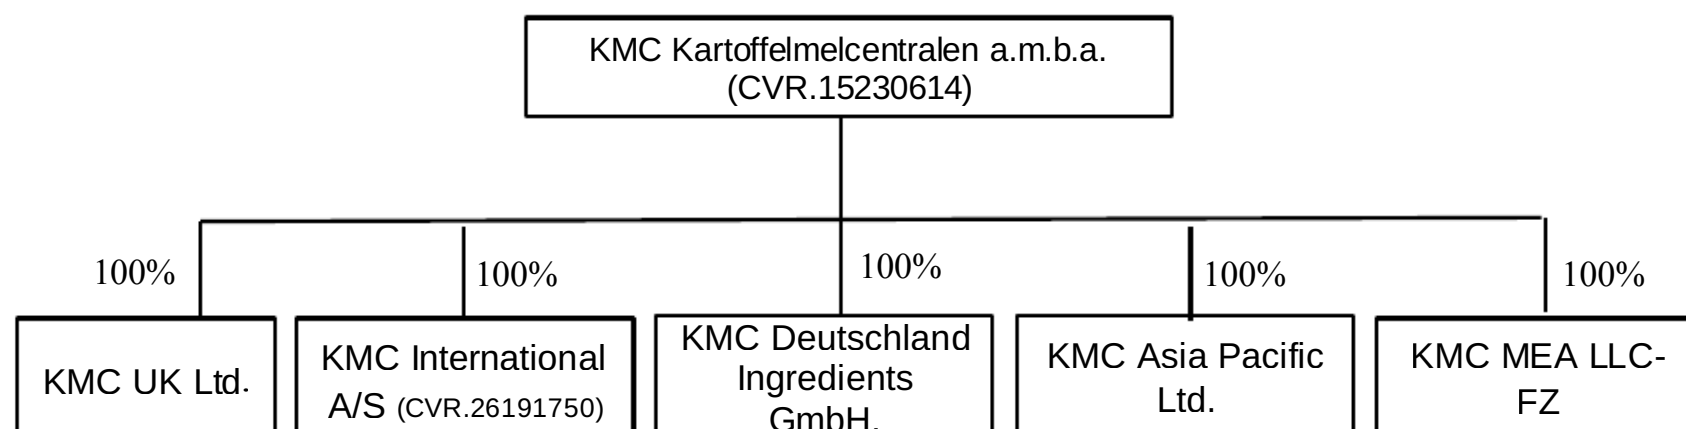 KMC Kartoffelmelcentralen a.m.b.a.
(CVR.15230614)
100%
100%
100%
100%
100%
KMC UK Ltd.
KMC International
A/S (CVR.26191750)
KMC Deutschland
Ingredients
GmbH.
KMC Asia Pacific
Ltd.
KMC MEA LLC-
FZ